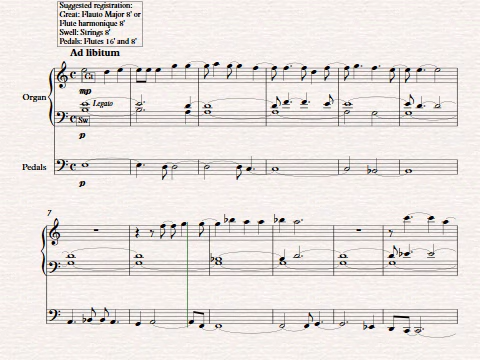 Suggested registration:
Great: Flauto Major 8' or
Flute harmonique 8'
Swell: Strings 8'
Pedals: Flutes 16' and 8'
Ad libitum
Gt
mp
Organ
Legato
Sw
p
Pedals
p
7